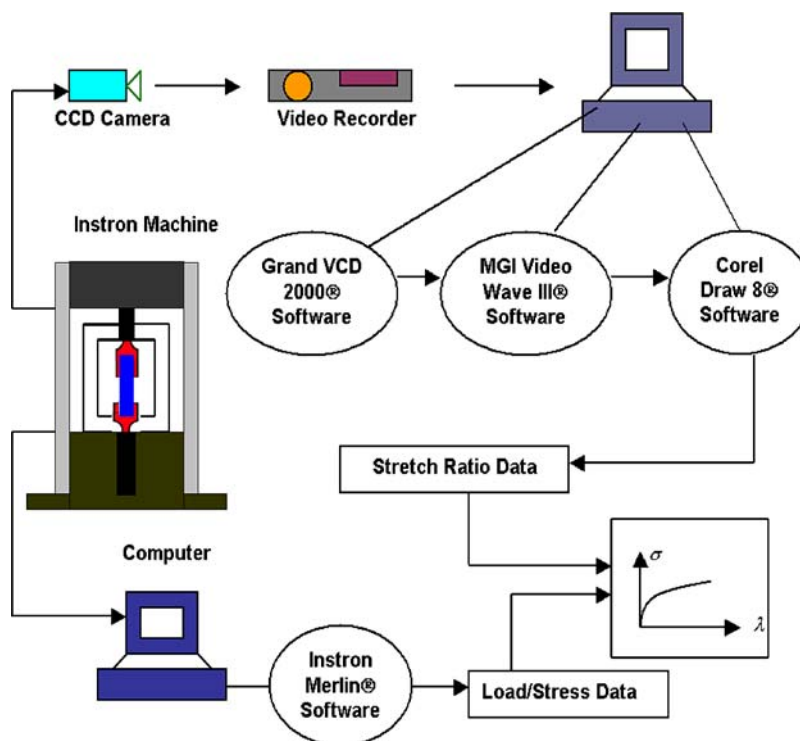 CCD Camera
Video Recorder
Instron Machine
Grand VCD
2000®
Software
MGI Video
Wave III®
Software
Corel
Draw 8®
Software
Stretch Ratio Data
σ
λ
Computer
Instron
Merlin®
Software
Load/Stress Data